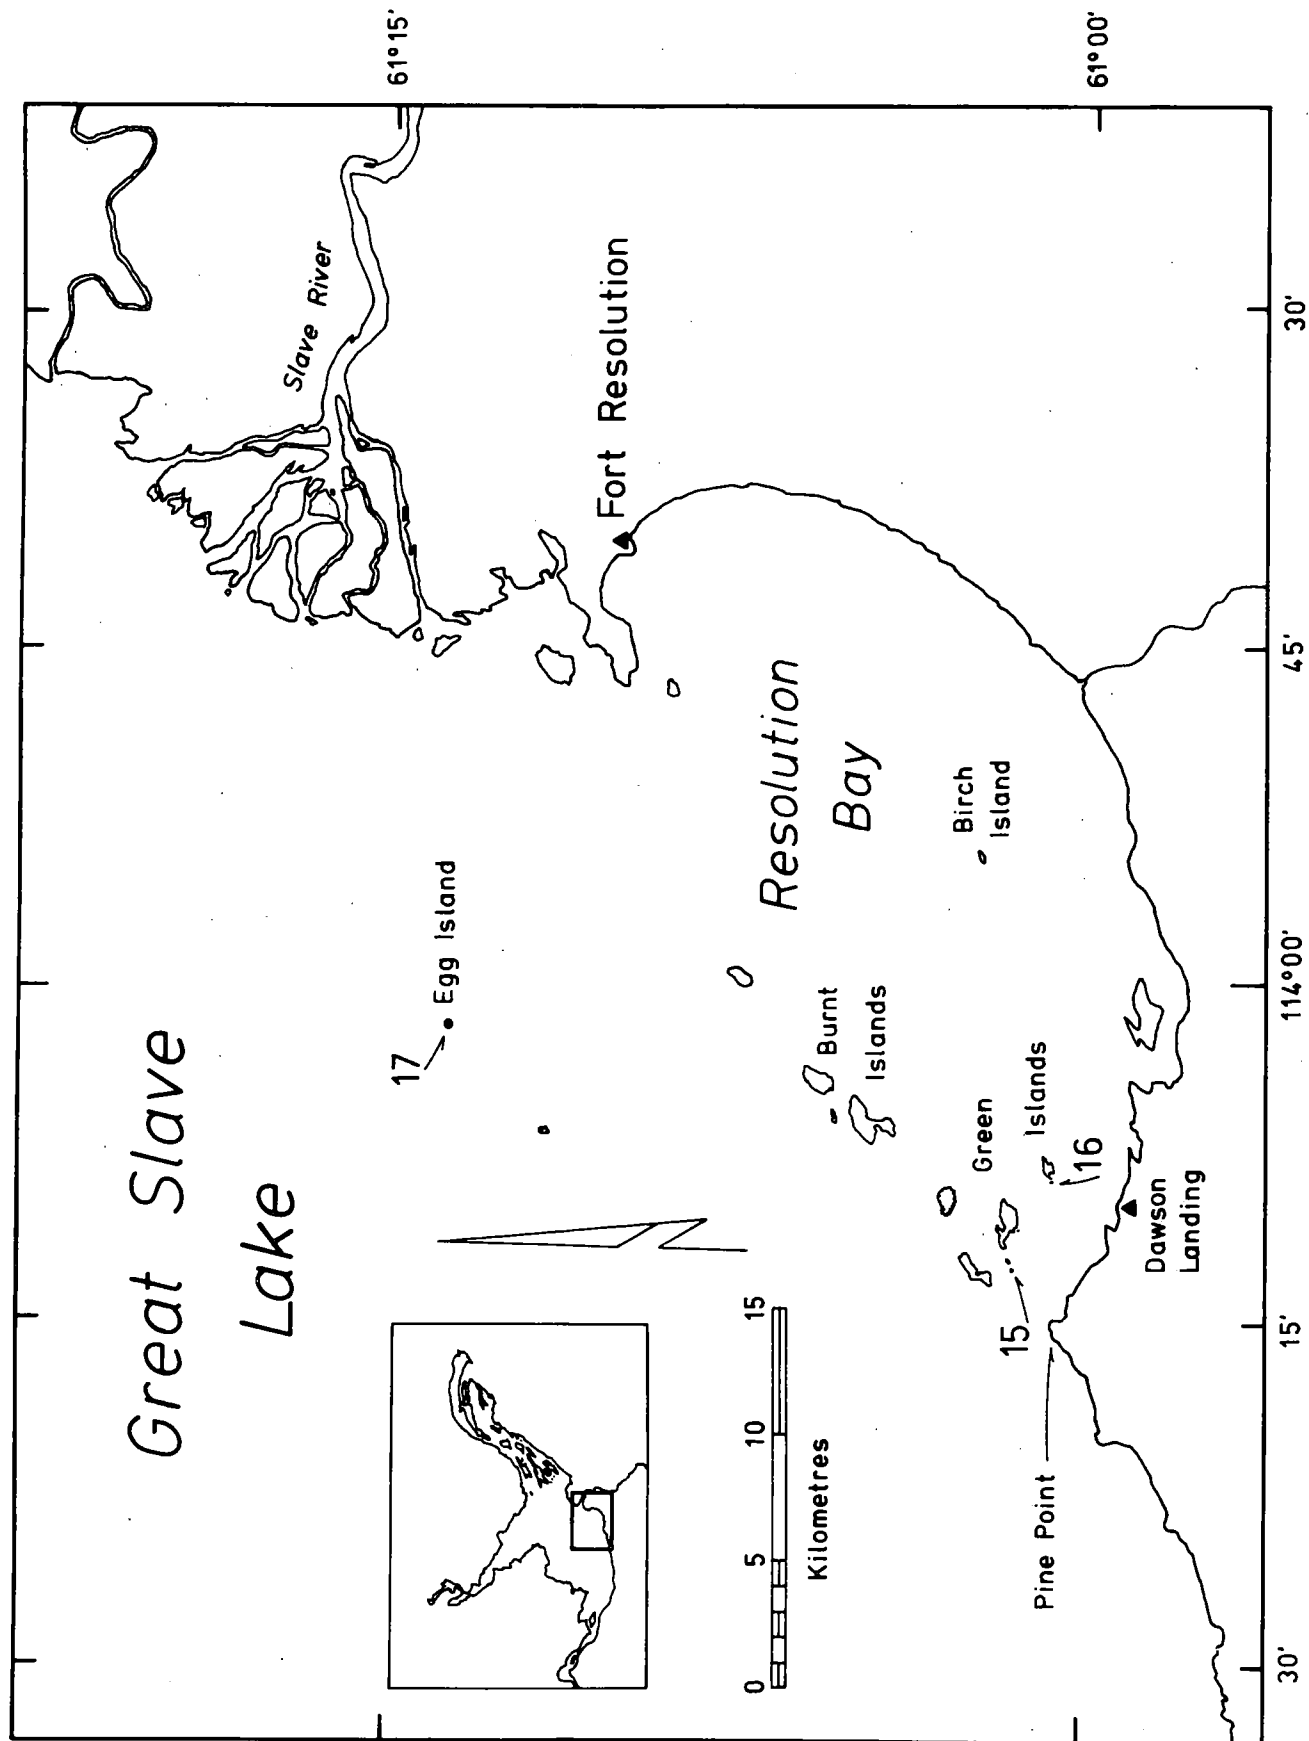 Great Slave
Lake
Slave River
17
Egg Island
Fort Resolution
Resolution
Bay
Burnt
Islands
Birch
Island
Green
Islands
15
16
Pine Point
Dawson
Landing
0
5
10
15
Kilometres
30'
15'
114°00'
45'
30'
61°15'
61°00'